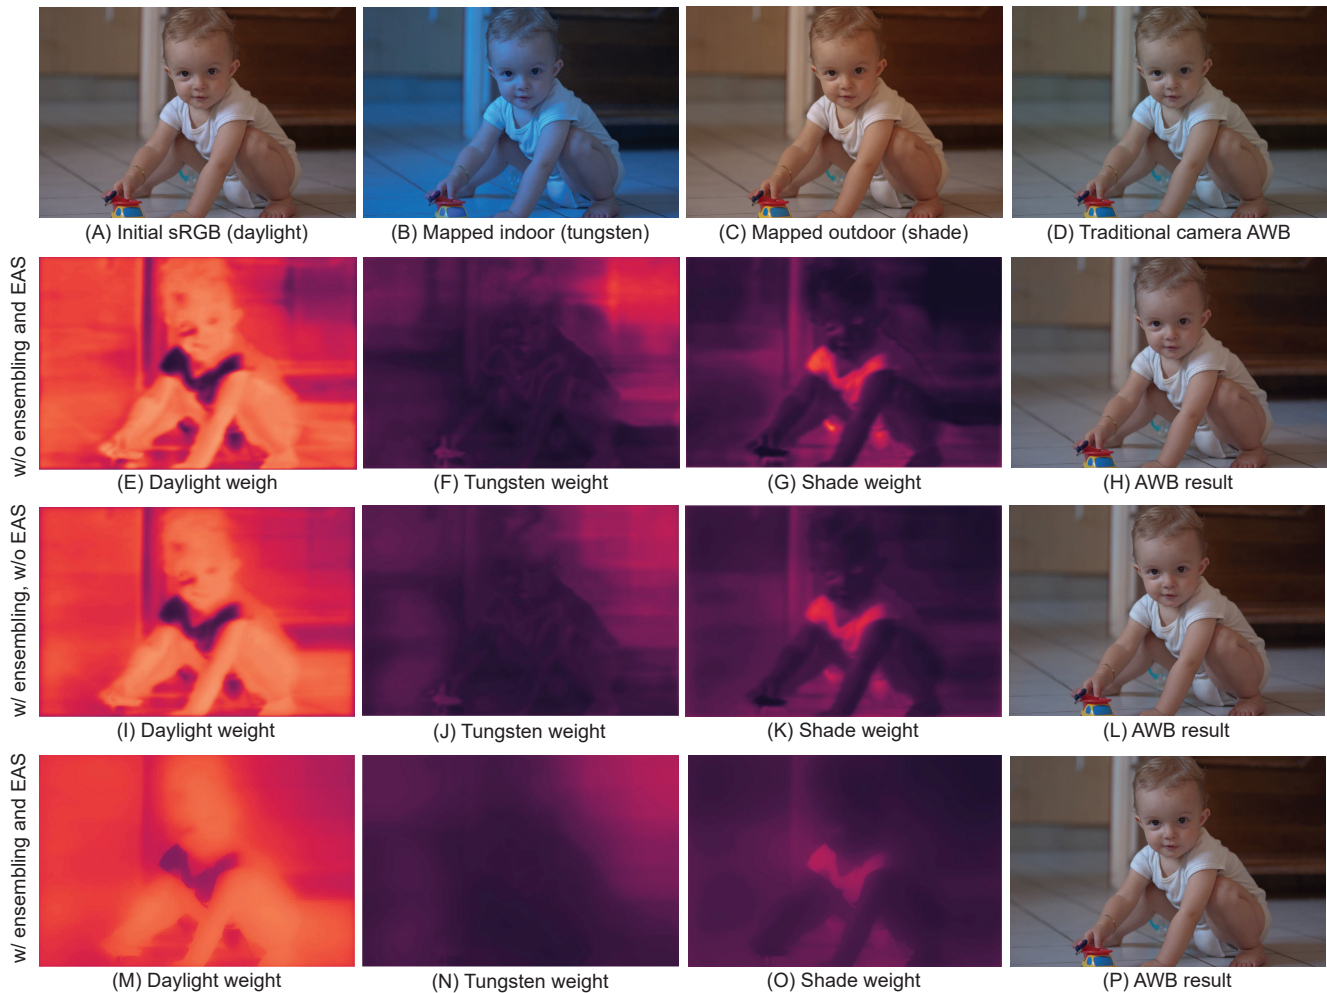 (A) Initial sRGB (daylight)
(B) Mapped indoor (tungsten)
(C) Mapped outdoor (shade)
(D) Traditional camera AWB
w/o ensembling and EAS
(E) Daylight weigh
(F) Tungsten weight
(G) Shade weight
(H) AWB result
w/ ensembling, w/o EAS
(I) Daylight weight
(J) Tungsten weight
(K) Shade weight
(L) AWB result
w/ ensembling and EAS
(M) Daylight weight
(N) Tungsten weight
(O) Shade weight
(P) AWB result